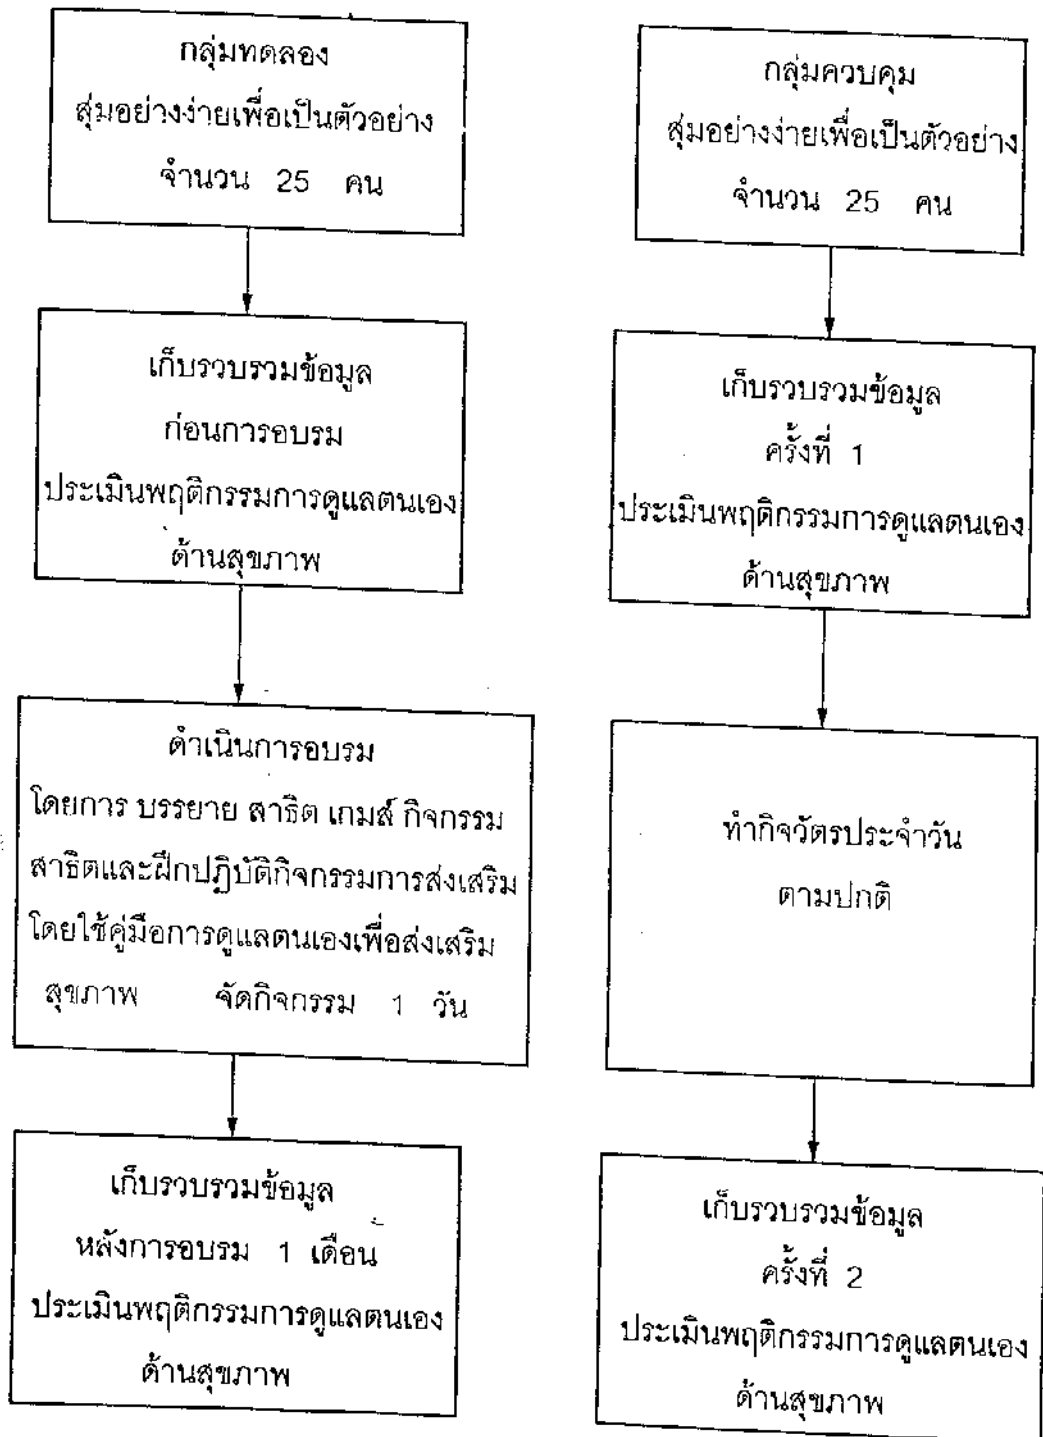 กลุ่มทดลอง
สุ่มอย่างง่ายเพื่อเป็นตัวอย่าง
จำนวน 25 คน
เก็บรวบรวมข้อมูล
ก่อนการอบรม
ประเมินพฤติกรรมการดูแลตนเอง
ด้านสุขภาพ
ดำเนินการอบรม
โดยการ บรรยาย สาธิต เกมส์ กิจกรรม
สาธิตและฝึกปฏิบัติกิจกรรมการส่งเสริม
โดยใช้คู่มือการดูแลตนเองเพื่อส่งเสริม
สุขภาพ จัดกิจกรรม 1 วัน
เก็บรวบรวมข้อมูล
หลังการอบรม 1 เดือน
ประเมินพฤติกรรมการดูแลตนเอง
ด้านสุขภาพ
กลุ่มควบคุม
สุ่มอย่างง่ายเพื่อเป็นตัวอย่าง
จำนวน 25 คน
เก็บรวบรวมข้อมูล
ครั้งที่ 1
ประเมินพฤติกรรมการดูแลตนเอง
ด้านสุขภาพ
ทำกิจวัตรประจำวัน
ตามปกติ
เก็บรวบรวมข้อมูล
ครั้งที่ 2
ประเมินพฤติกรรมการดูแลตนเอง
ด้านสุขภาพ